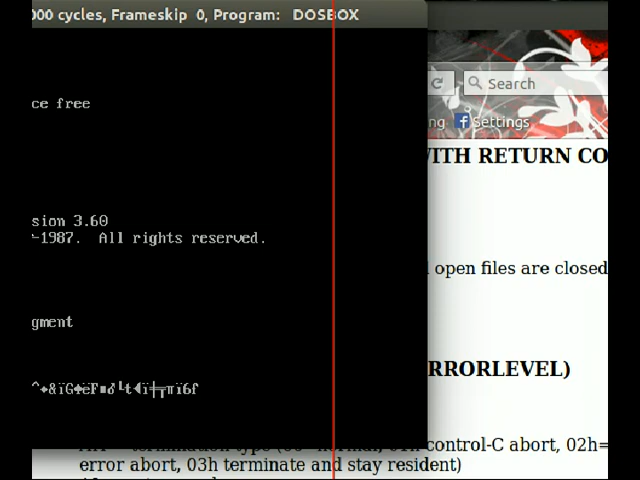 000 cycles, Frameskip 0, Program: DOSBOX
ce free
sion 3.60
-1987. All rights reserved.
gment
Search
ng Settings
WITH RETURN CO
open files are closed
RRORLEVEL)
control-C abort, 02h=
error abort, 03h terminate and stay resident)